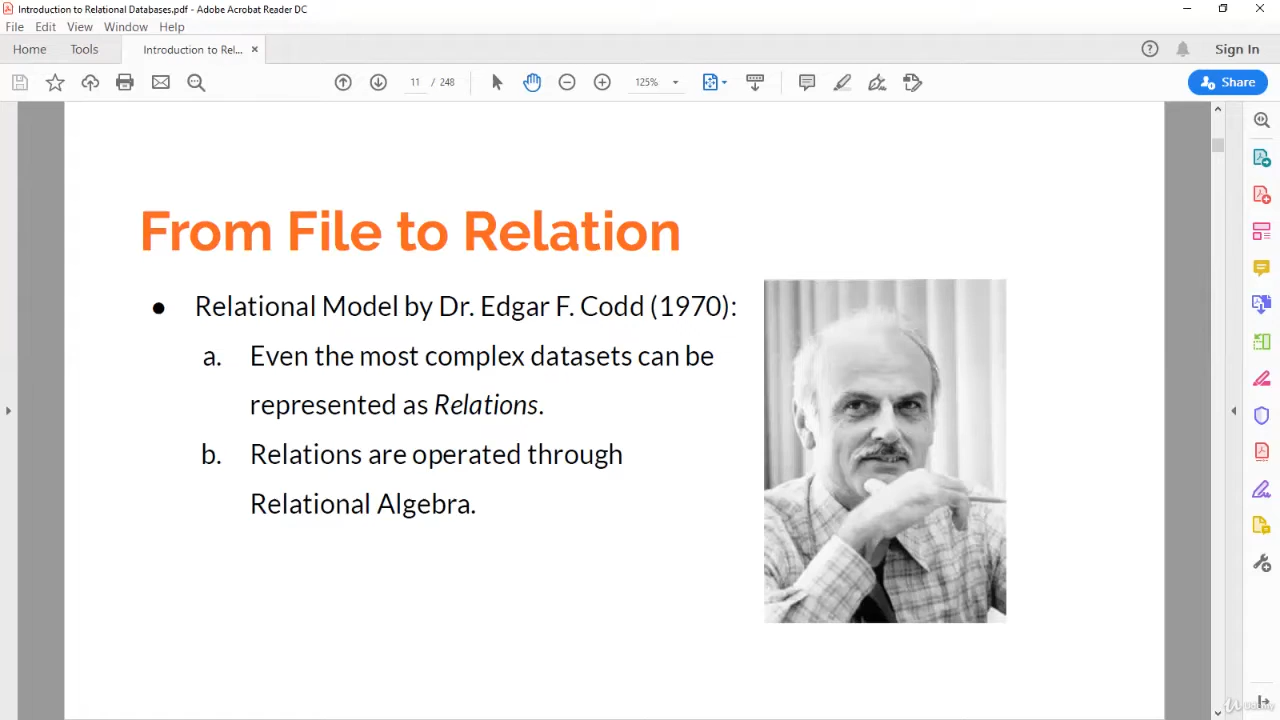 Introduction to Relational Databases.pdf - Adobe Acrobat Reader DC
File Edit View Window Help
Home Tools Introduction to Rel... × Sign In
11 / 248 125% Share
From File to Relation
● Relational Model by Dr. Edgar F. Codd (1970):
a. Even the most complex datasets can be
represented as Relations.
b. Relations are operated through
Relational Algebra.